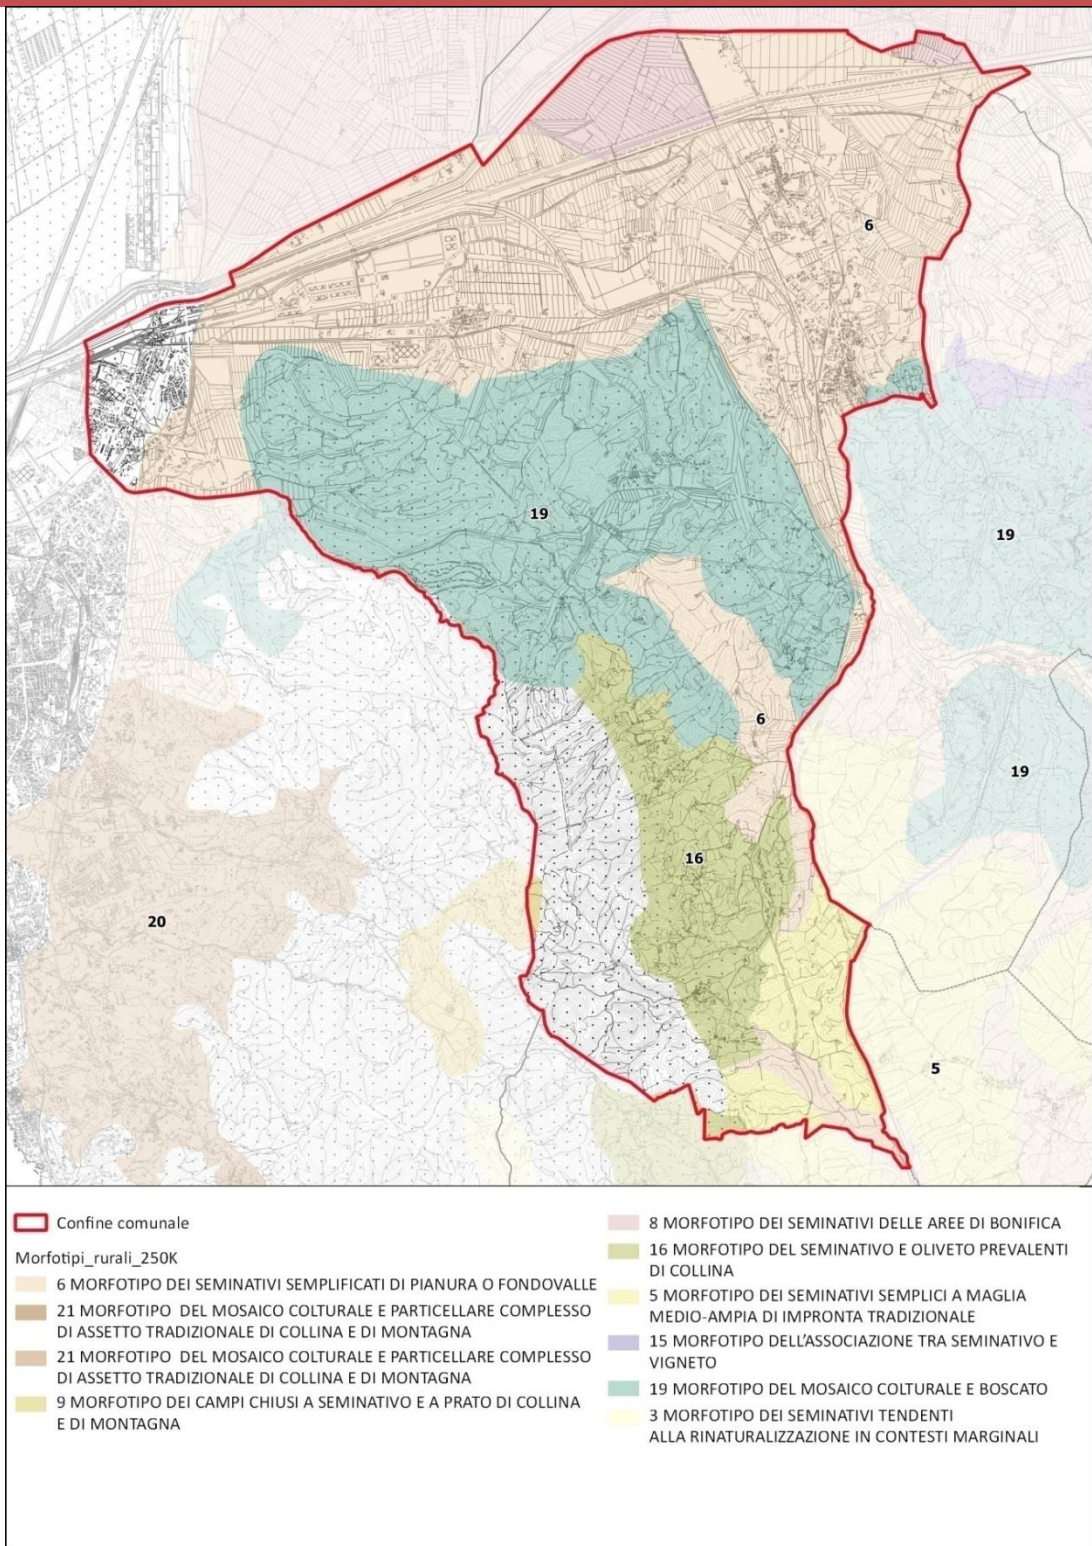 6
19
19
6
19
16
20
5
Confine comunale
Morfotipi_rurali_250K
6 MORFOTIPO DEI SEMINATIVI SEMPLIFICATI DI PIANURA O FONDOVALLE
21 MORFOTIPO DEL MOSAICO COLTURALE E PARTICELLARE COMPLESSO
DI ASSETTO TRADIZIONALE DI COLLINA E DI MONTAGNA
21 MORFOTIPO DEL MOSAICO COLTURALE E PARTICELLARE COMPLESSO
DI ASSETTO TRADIZIONALE DI COLLINA E DI MONTAGNA
9 MORFOTIPO DEI CAMPI CHIUSI A SEMINATIVO E A PRATO DI COLLINA
E DI MONTAGNA
8 MORFOTIPO DEI SEMINATIVI DELLE AREE DI BONIFICA
16 MORFOTIPO DEL SEMINATIVO E OLIVETO PREVALENTI
DI COLLINA
5 MORFOTIPO DEI SEMINATIVI SEMPLICI A MAGLIA
MEDIO-AMPIA DI IMPRONTA TRADIZIONALE
15 MORFOTIPO DELL'ASSOCIAZIONE TRA SEMINATIVO E
VIGNETO
19 MORFOTIPO DEL MOSAICO COLTURALE E BOSCATO
3 MORFOTIPO DEI SEMINATIVI TENDENTI
ALLA RINATURALIZZAZIONE IN CONTESTI MARGINALI